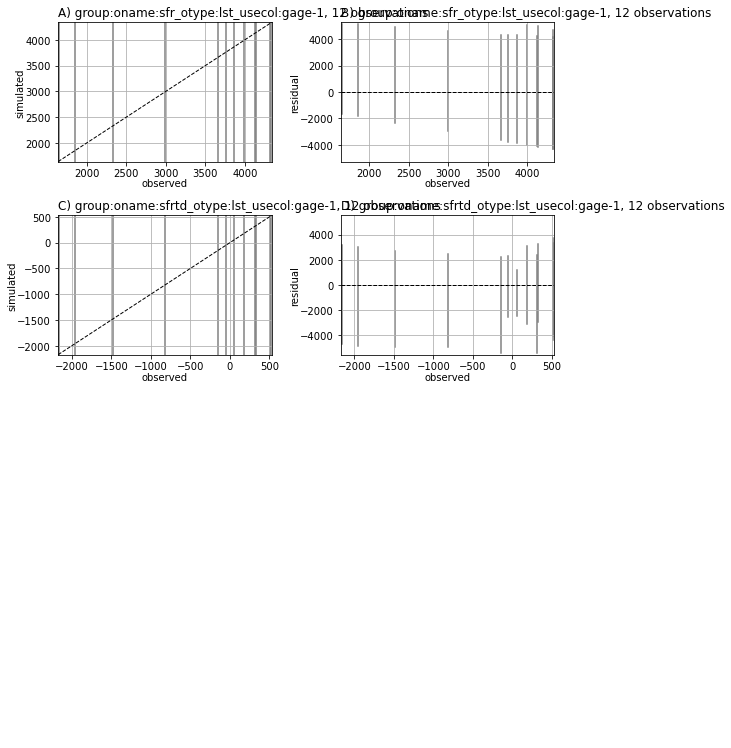 A) group:oname:sfr_otype:lst_usecol:gage-1, 12 observations
B) group:oname:sfr_otype:lst_usecol:gage-1, 12 observations
4000
3500
3000
2500
2000
simulated
2000 2500 3000 3500 4000
observed
4000
2000
0
−2000
−4000
residual
2000 2500 3000 3500 4000
observed
C) group:oname:sfrtd_otype:lst_usecol:gage-1, 12 observations
D) group:oname:sfrtd_otype:lst_usecol:gage-1, 12 observations
500
0
−500
−1000
−1500
−2000
simulated
−2000 −1500 −1000 −500 0 500
observed
4000
2000
0
−2000
−4000
residual
−2000 −1500 −1000 −500 0 500
observed